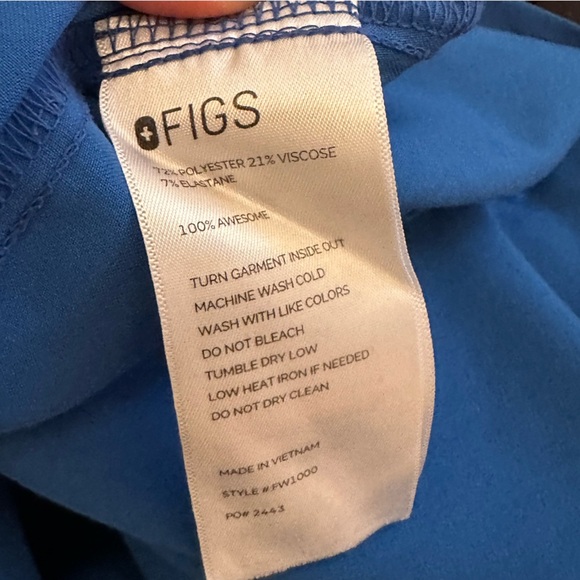 FIGS
72% POLYESTER 21% VISCOSE
7% ELASTANE
100% AWESOME
TURN GARMENT INSIDE OUT
MACHINE WASH COLD
WASH WITH LIKE COLORS
DO NOT BLEACH
TUMBLE DRY LOW
LOW HEAT IRON IF NEEDED
DO NOT DRY CLEAN
MADE IN VIETNAM
STYLE # FW1000
PO# 2443